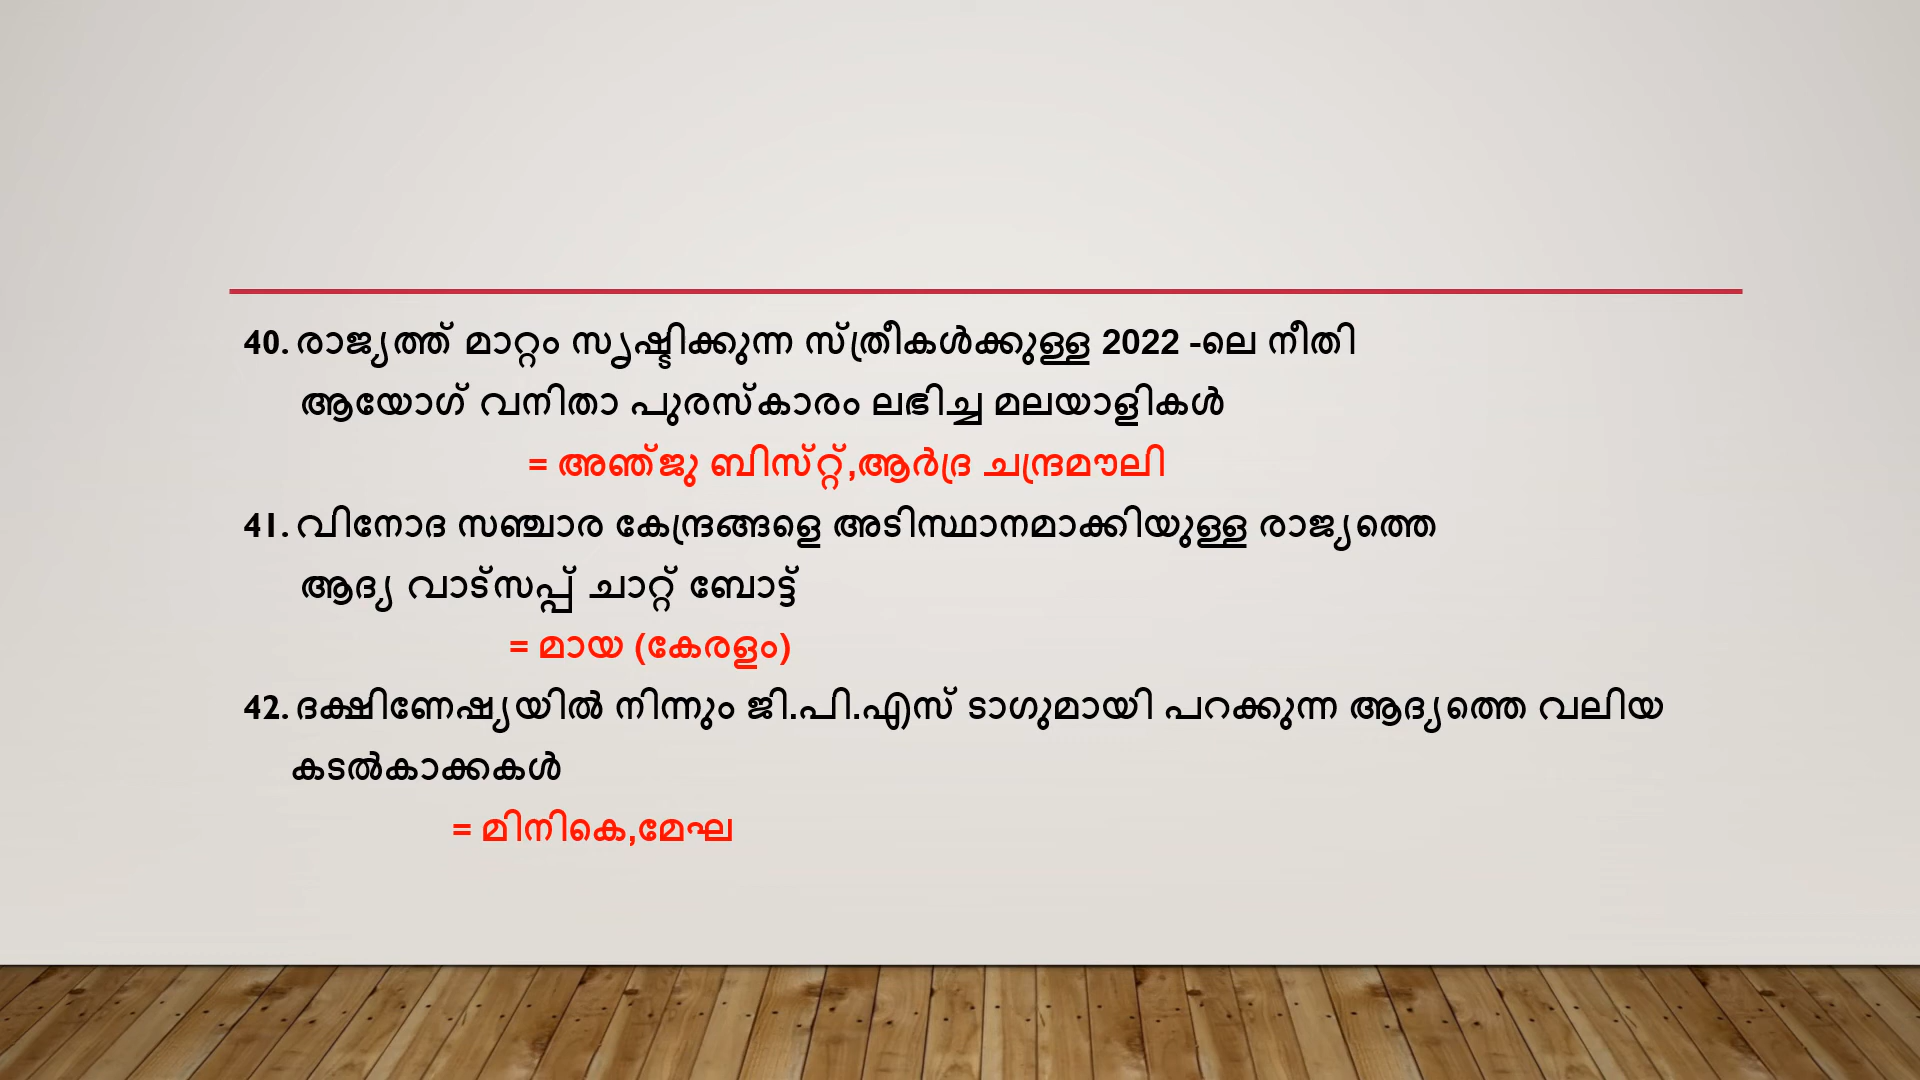 40. രാജ്യത്ത് മാറ്റം സൃഷ്ടിക്കുന്ന സ്ത്രീകൾക്കുള്ള 2022 -ലെ നീതി
ആയോഗ് വനിതാ പുരസ്കാരം ലഭിച്ച മലയാളികൾ
= അഞ്ജു ബിസ്റ്റ്,ആർദ്ര ചന്ദ്രമൗലി
41. വിനോദ സഞ്ചാര കേന്ദ്രങ്ങളെ അടിസ്ഥാനമാക്കിയുള്ള രാജ്യത്തെ
ആദ്യ വാട്സപ്പ് ചാറ്റ് ബോട്ട്
= മായ (കേരളം)
42. ദക്ഷിണേഷ്യയിൽ നിന്നും ജി.പി.എസ് ടാഗുമായി പറക്കുന്ന ആദ്യത്തെ വലിയ
കടൽകാക്കകൾ
= മിനികെ,മേഘ